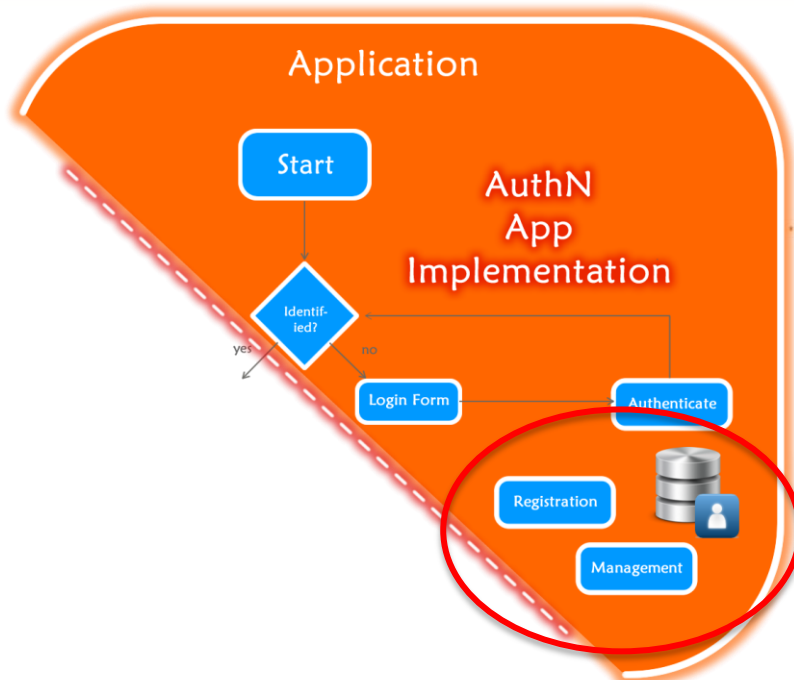 Application
Start
AuthN
App
Implementation
Identif-
ied?
yes
no
Login Form
Authenticate
Registration
Management